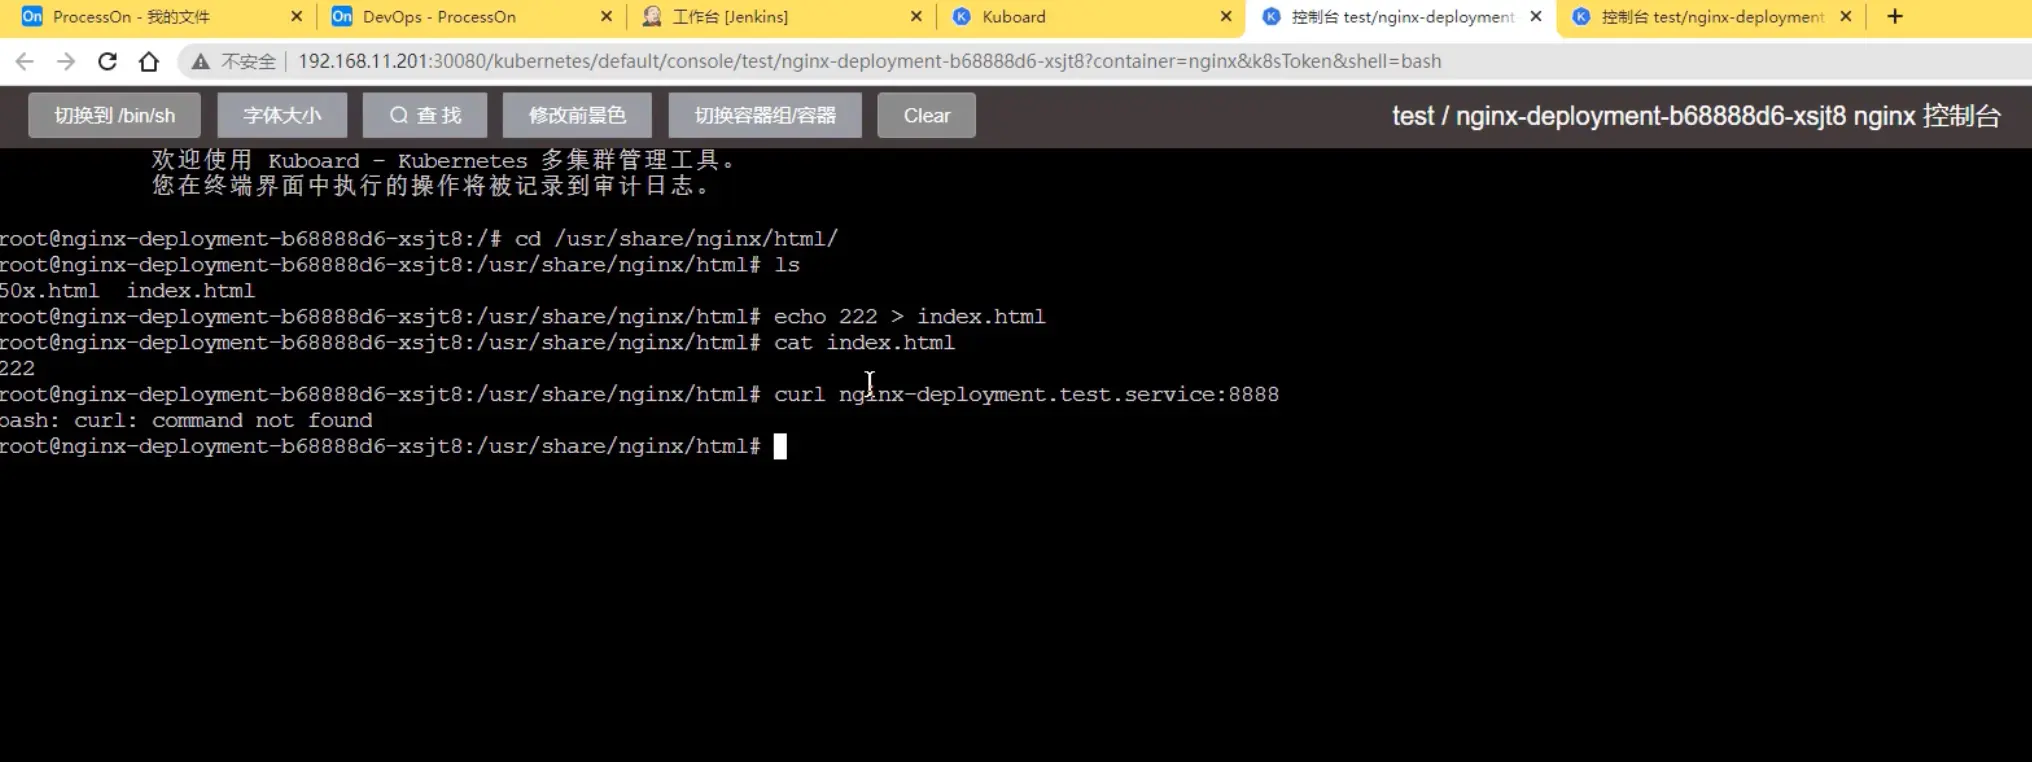 ProcessOn - 我的文件
DevOps - ProcessOn
工作台 [Jenkins]
Kuboard
控制台 test/nginx-deployment
控制台 test/nginx-deployment
不安全
192.168.11.201:30080/kubernetes/default/console/test/nginx-deployment-b68888d6-xsjt8?container=nginx&k8sToken&shell=bash
切换到 /bin/sh
字体大小
查 找
修改前景色
切换容器组/容器
Clear
test / nginx-deployment-b68888d6-xsjt8 nginx 控制台
欢迎使用 Kuboard - Kubernetes 多集群管理工具。
您在终端界面中执行的操作将被记录到审计日志。
root@nginx-deployment-b68888d6-xsjt8:/# cd /usr/share/nginx/html/
root@nginx-deployment-b68888d6-xsjt8:/usr/share/nginx/html# ls
50x.html  index.html
root@nginx-deployment-b68888d6-xsjt8:/usr/share/nginx/html# echo 222 > index.html
root@nginx-deployment-b68888d6-xsjt8:/usr/share/nginx/html# cat index.html
222
root@nginx-deployment-b68888d6-xsjt8:/usr/share/nginx/html# curl nginx-deployment.test.service:8888
bash: curl: command not found
root@nginx-deployment-b68888d6-xsjt8:/usr/share/nginx/html#